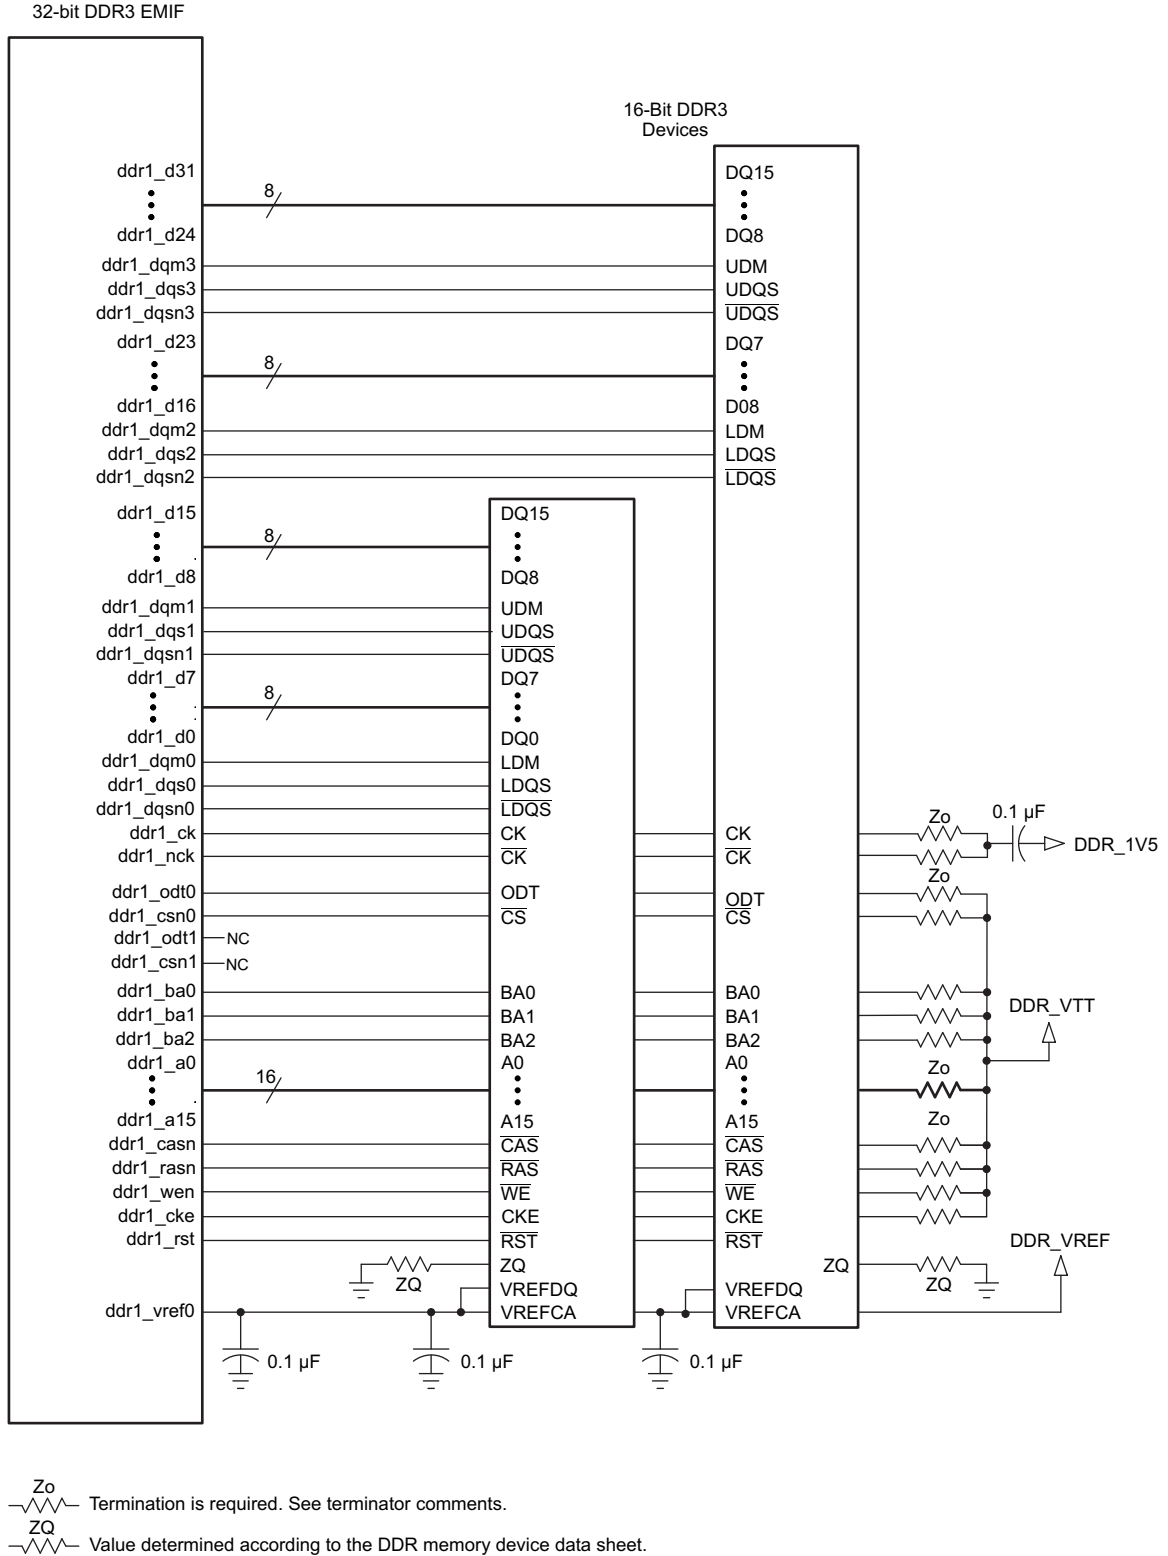 32-bit DDR3 EMIF
16-Bit DDR3
Devices
ddr1_d31
8
DQ15
ddr1_d24
DQ8
ddr1_dqm3
UDM
ddr1_dqs3
UDQS
ddr1_dqsn3
UDQS
ddr1_d23
8
DQ7
ddr1_d16
D08
ddr1_dqm2
LDM
ddr1_dqs2
LDQS
ddr1_dqsn2
LDQS
ddr1_d15
8
DQ15
ddr1_d8
DQ8
ddr1_dqm1
UDM
ddr1_dqs1
UDQS
ddr1_dqsn1
UDQS
ddr1_d7
8
DQ7
ddr1_d0
DQ0
ddr1_dqm0
LDM
ddr1_dqs0
LDQS
ddr1_dqsn0
LDQS
ddr1_ck
CK
CK
Zo
0.1 µF
DDR_1V5
ddr1_nck
CK
CK
Zo
ddr1_odt0
ODT
ODT
ddr1_csn0
CS
CS
ddr1_odt1
NC
ddr1_csn1
NC
ddr1_ba0
BA0
BA0
DDR_VTT
ddr1_ba1
BA1
BA1
ddr1_ba2
BA2
BA2
ddr1_a0
16
A0
A0
Zo
ddr1_a15
A15
A15
Zo
ddr1_casn
CAS
CAS
ddr1_rasn
RAS
RAS
ddr1_wen
WE
WE
ddr1_cke
CKE
CKE
ddr1_rst
RST
RST
DDR_VREF
ZQ
ZQ
ZQ
ZQ
VREFDQ
VREFDQ
ddr1_vref0
VREFCA
VREFCA
0.1 µF
0.1 µF
0.1 µF
Zo
Termination is required. See terminator comments.
ZQ
Value determined according to the DDR memory device data sheet.